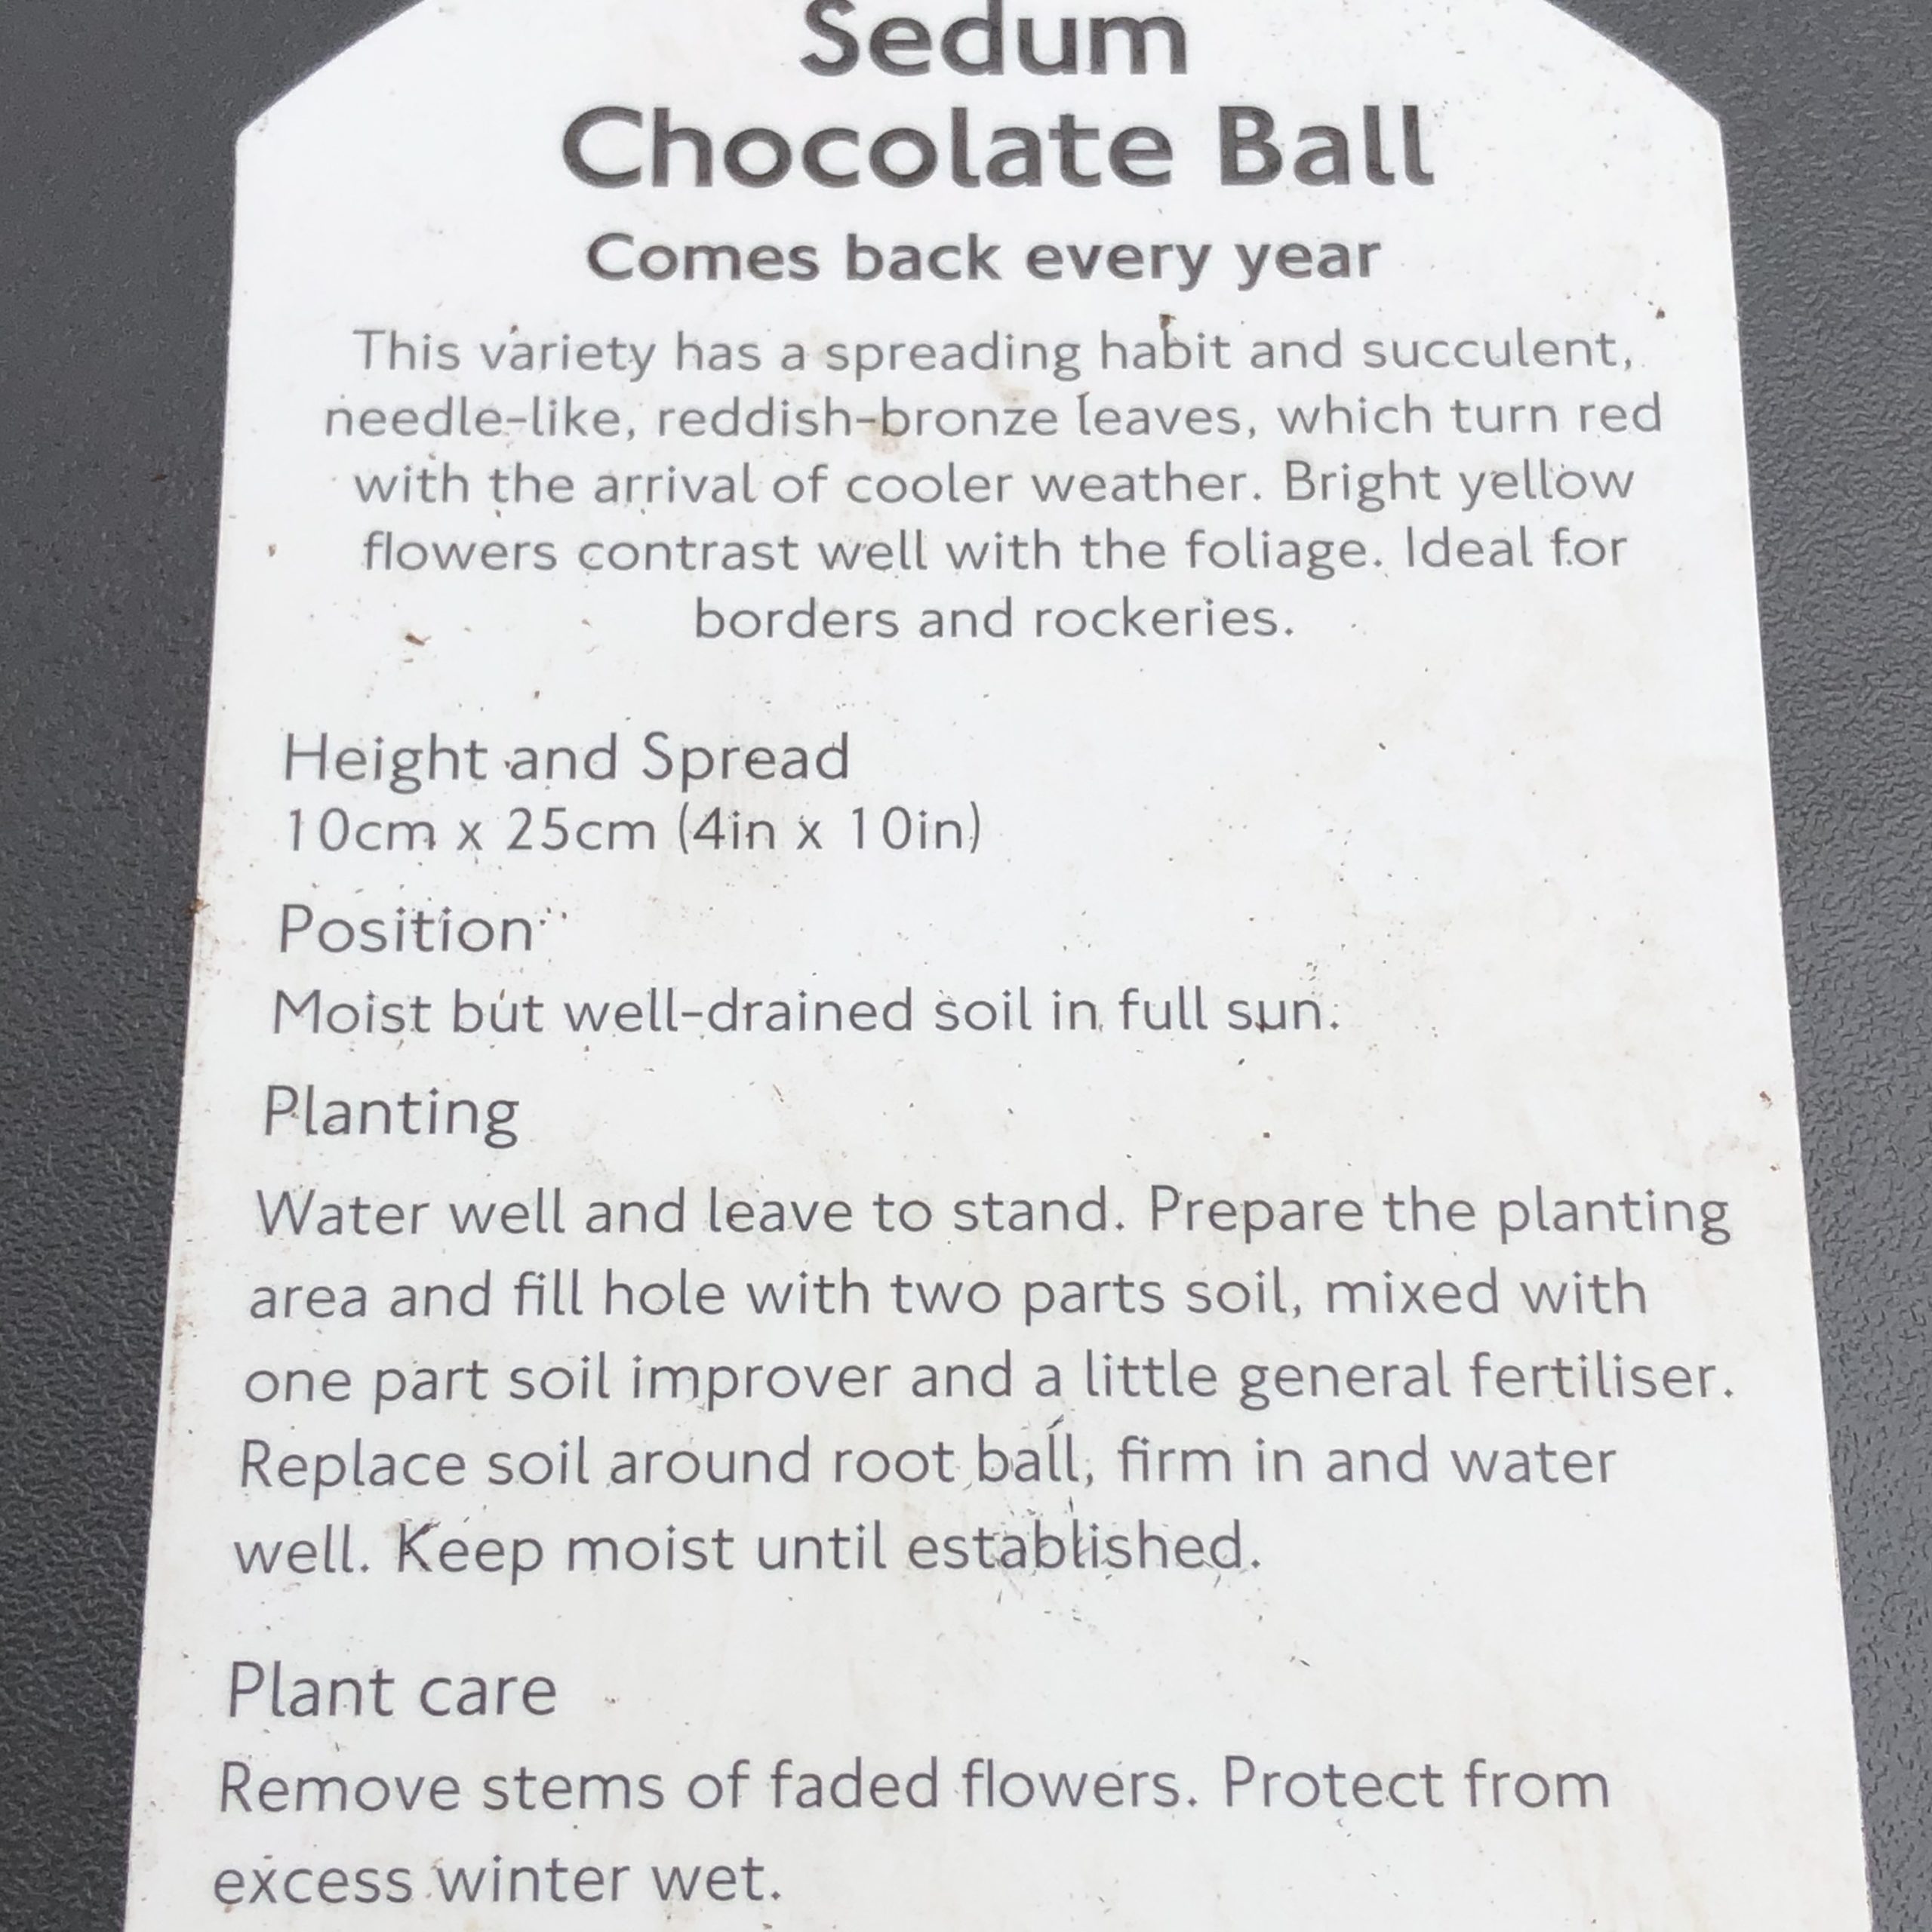 Sedum
Chocolate Ball
Comes back every year
This variety has a spreading habit and succulent,
needle-like, reddish-bronze leaves, which turn red
with the arrival of cooler weather. Bright yellow
flowers contrast well with the foliage. Ideal for
borders and rockeries.
Height and Spread
10cm x 25cm (4in x 10in)
Position
Moist but well-drained soil in full sun.
Planting
Water well and leave to stand. Prepare the planting
area and fill hole with two parts soil, mixed with
one part soil improver and a little general fertiliser.
Replace soil around root ball, firm in and water
well. Keep moist until established.
Plant care
Remove stems of faded flowers. Protect from
excess winter wet.